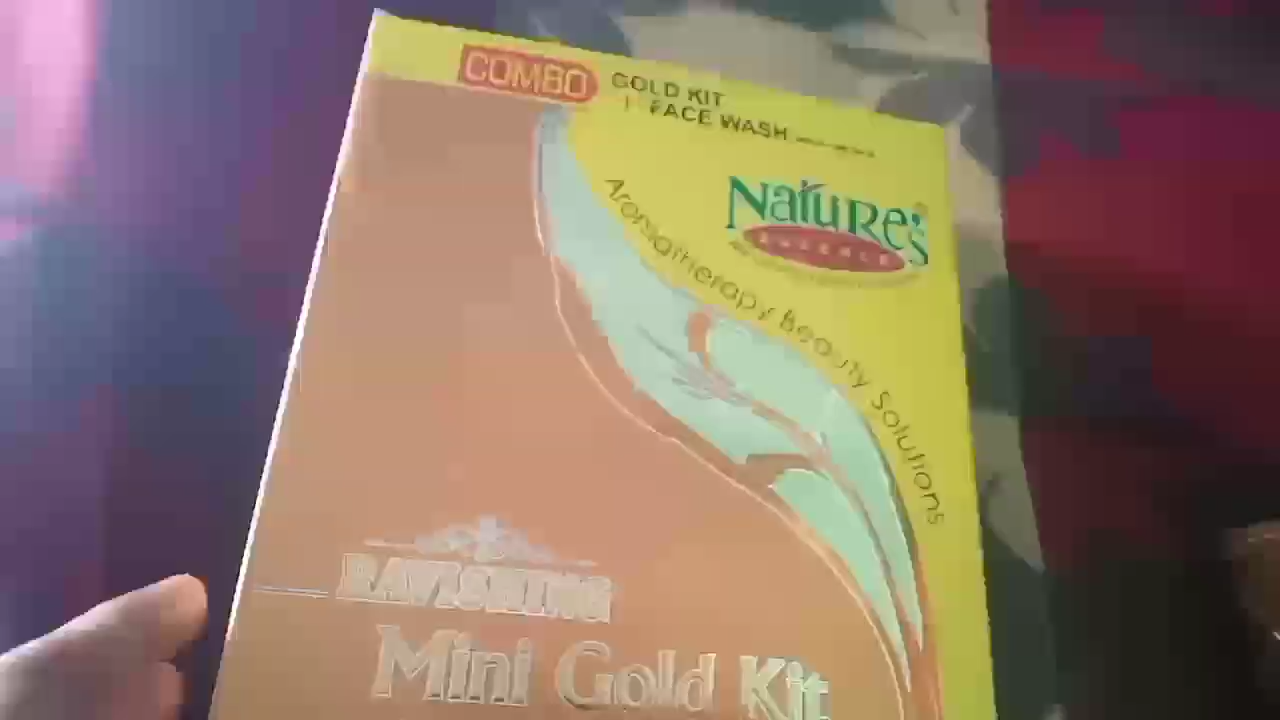 COMBO
GOLD KIT
FACE WASH
NaTuRe's
Aromatherapy Beauty Solutions
RAVISHING
Mini Gold Kit